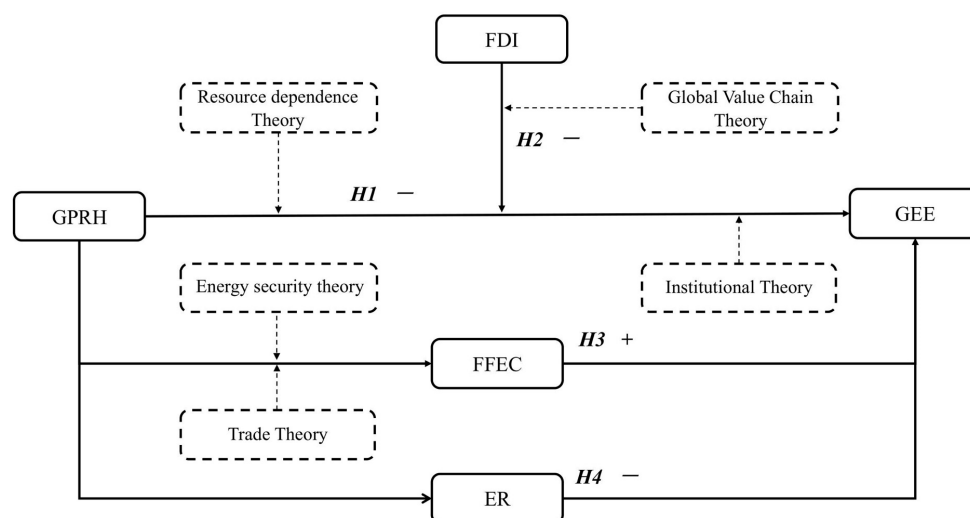 FDI
Resource dependence
Theory
Global Value Chain
Theory
H2 −
H1 −
GPRH
GEE
Energy security theory
Institutional Theory
H3 +
FFEC
Trade Theory
H4 −
ER